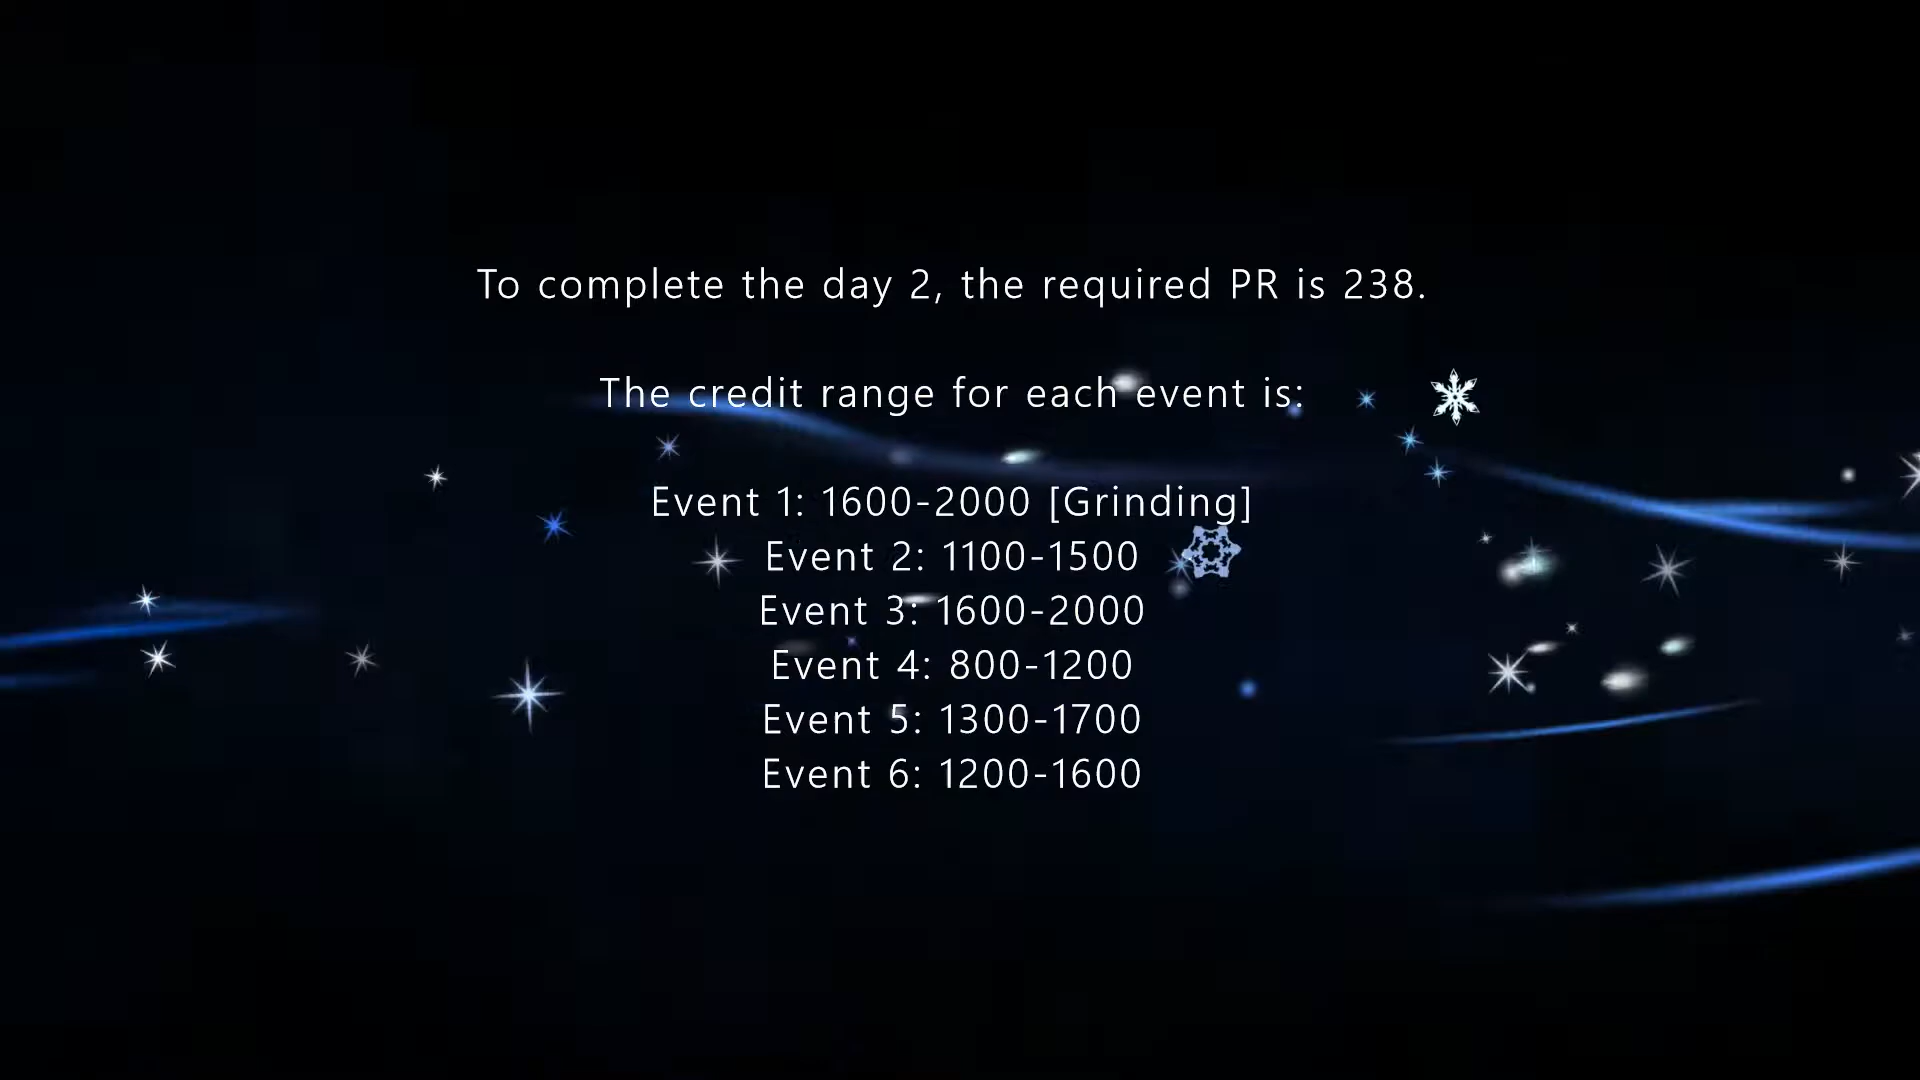 To complete the day 2, the required PR is 238.
The credit range for each event is:
Event 1: 1600-2000 [Grinding]
Event 2: 1100-1500
Event 3: 1600-2000
Event 4: 800-1200
Event 5: 1300-1700
Event 6: 1200-1600